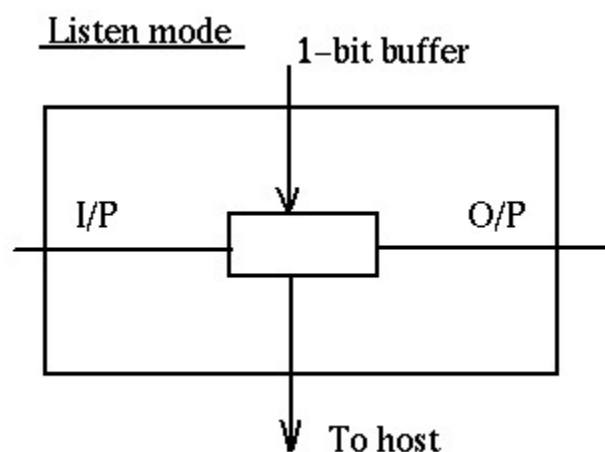 Listen mode
1-bit buffer
I/P
O/P
To host